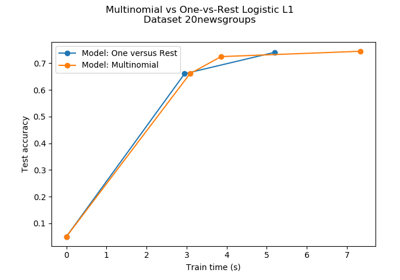 Multinomial vs One-vs-Rest Logistic L1
Dataset 20newsgroups
Model: One versus Rest
Model: Multinomial
Test accuracy
0.7
0.6
0.5
0.4
0.3
0.2
0.1
0 1 2 3 4 5 6 7
Train time (s)